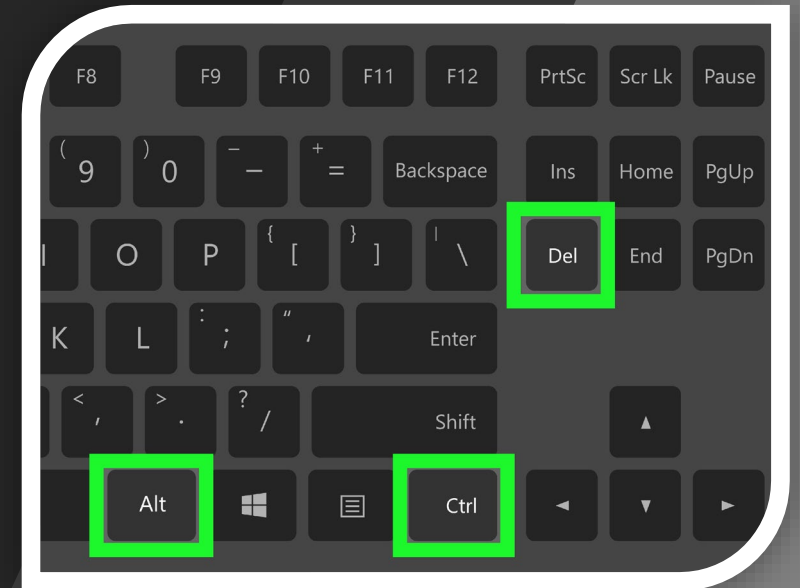 F8 F9 F10 F11 F12 PrtSc Scr Lk Pause
( 9 ) 0 – – + = Backspace Ins Home PgUp
I O P { [ } ] | \ Del End PgDn
K L : ; “ ‘ Enter
< , > . ? / Shift
Alt Ctrl